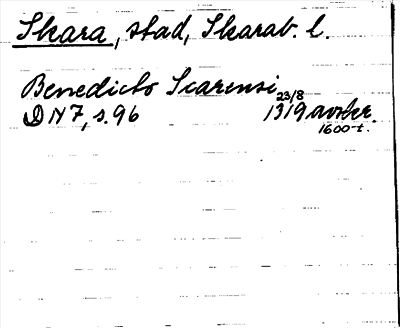 Skara, stad, Skarab. l.
Benedicto Scarensi
DN 7, s. 96 23/8 1319 avskr.
1600-t.